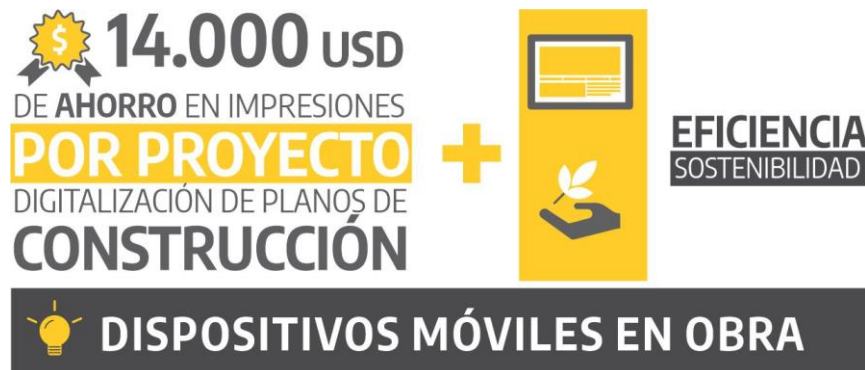 $ 14.000 USD
DE AHORRO EN IMPRESIONES
POR PROYECTO
DIGITALIZACIÓN DE PLANOS DE
CONSTRUCCIÓN
+
EFICIENCIA
SOSTENIBILIDAD
DISPOSITIVOS MÓVILES EN OBRA